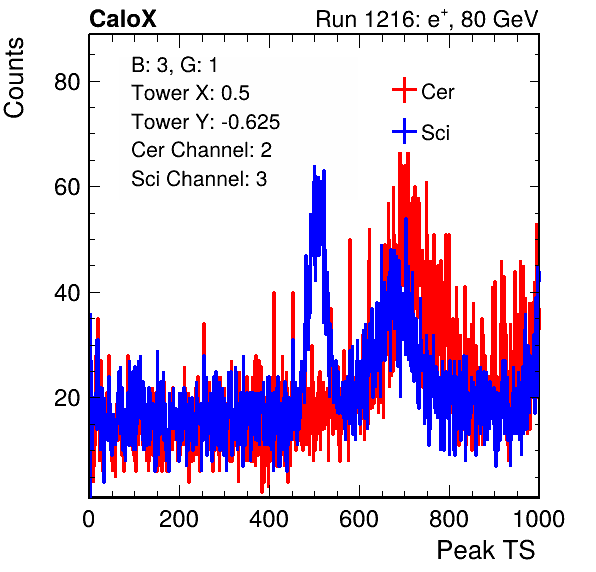 CaloX Run 1216: e⁺, 80 GeV
Counts
B: 3, G: 1
Tower X: 0.5
Tower Y: -0.625
Cer Channel: 2
Sci Channel: 3
Cer
Sci
80
60
40
20
0 200 400 600 800 1000
Peak TS